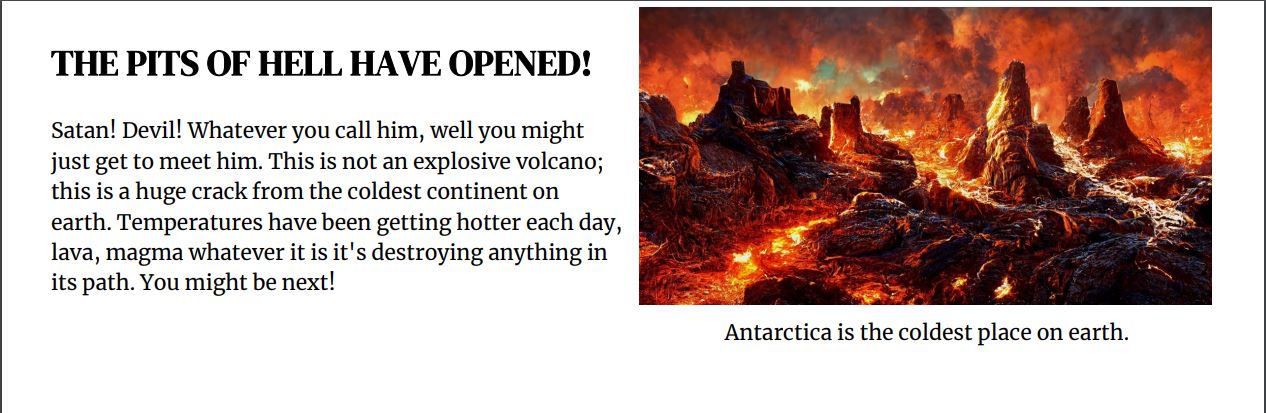 THE PITS OF HELL HAVE OPENED!
Satan! Devil! Whatever you call him, well you might
just get to meet him. This is not an explosive volcano;
this is a huge crack from the coldest continent on
earth. Temperatures have been getting hotter each day,
lava, magma whatever it is it's destroying anything in
its path. You might be next!
Antarctica is the coldest place on earth.